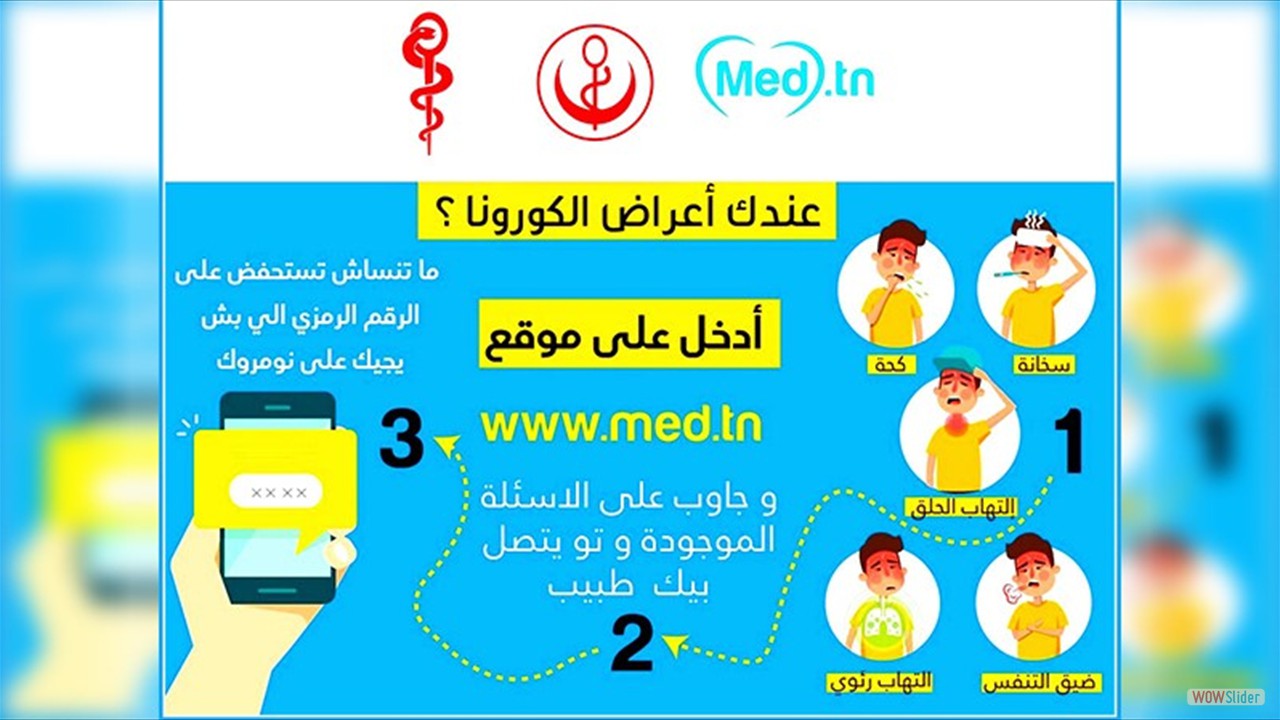 Med.tn
عندك أعراض الكورونا ؟
سخانة
كحة
التهاب الحلق
ضيق التنفس
التهاب رئوي
1
أدخل على موقع
www.med.tn
و جاوب على الاسئلة
الموجودة و تو يتصل
بيك طبيب
2
ما تنساش تستحفض على
الرقم الرمزي الي بش
يجيك على نومروك
3
××××
WOWSlider